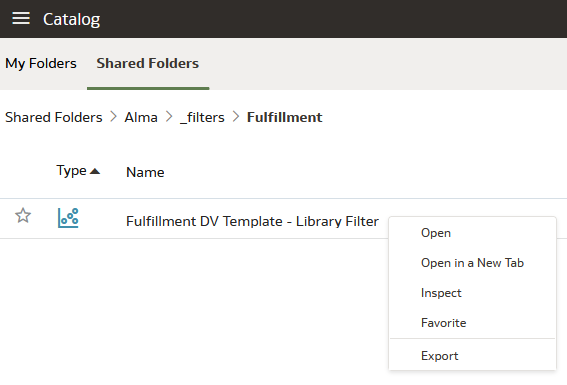 Catalog
My Folders Shared Folders
Shared Folders > Alma > _filters > Fulfillment
Type Name
Fulfillment DV Template - Library Filter
Open
Open in a New Tab
Inspect
Favorite
Export